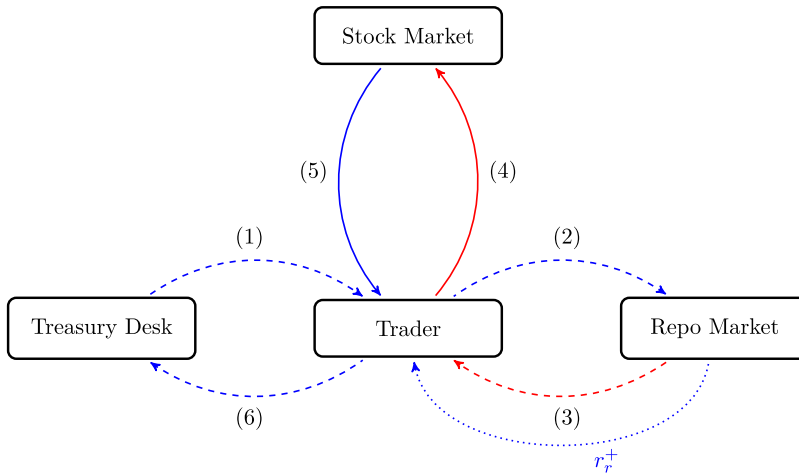 Stock Market
(5)
(4)
(1)
(2)
Treasury Desk
Trader
Repo Market
(6)
(3)
$r_r^+$